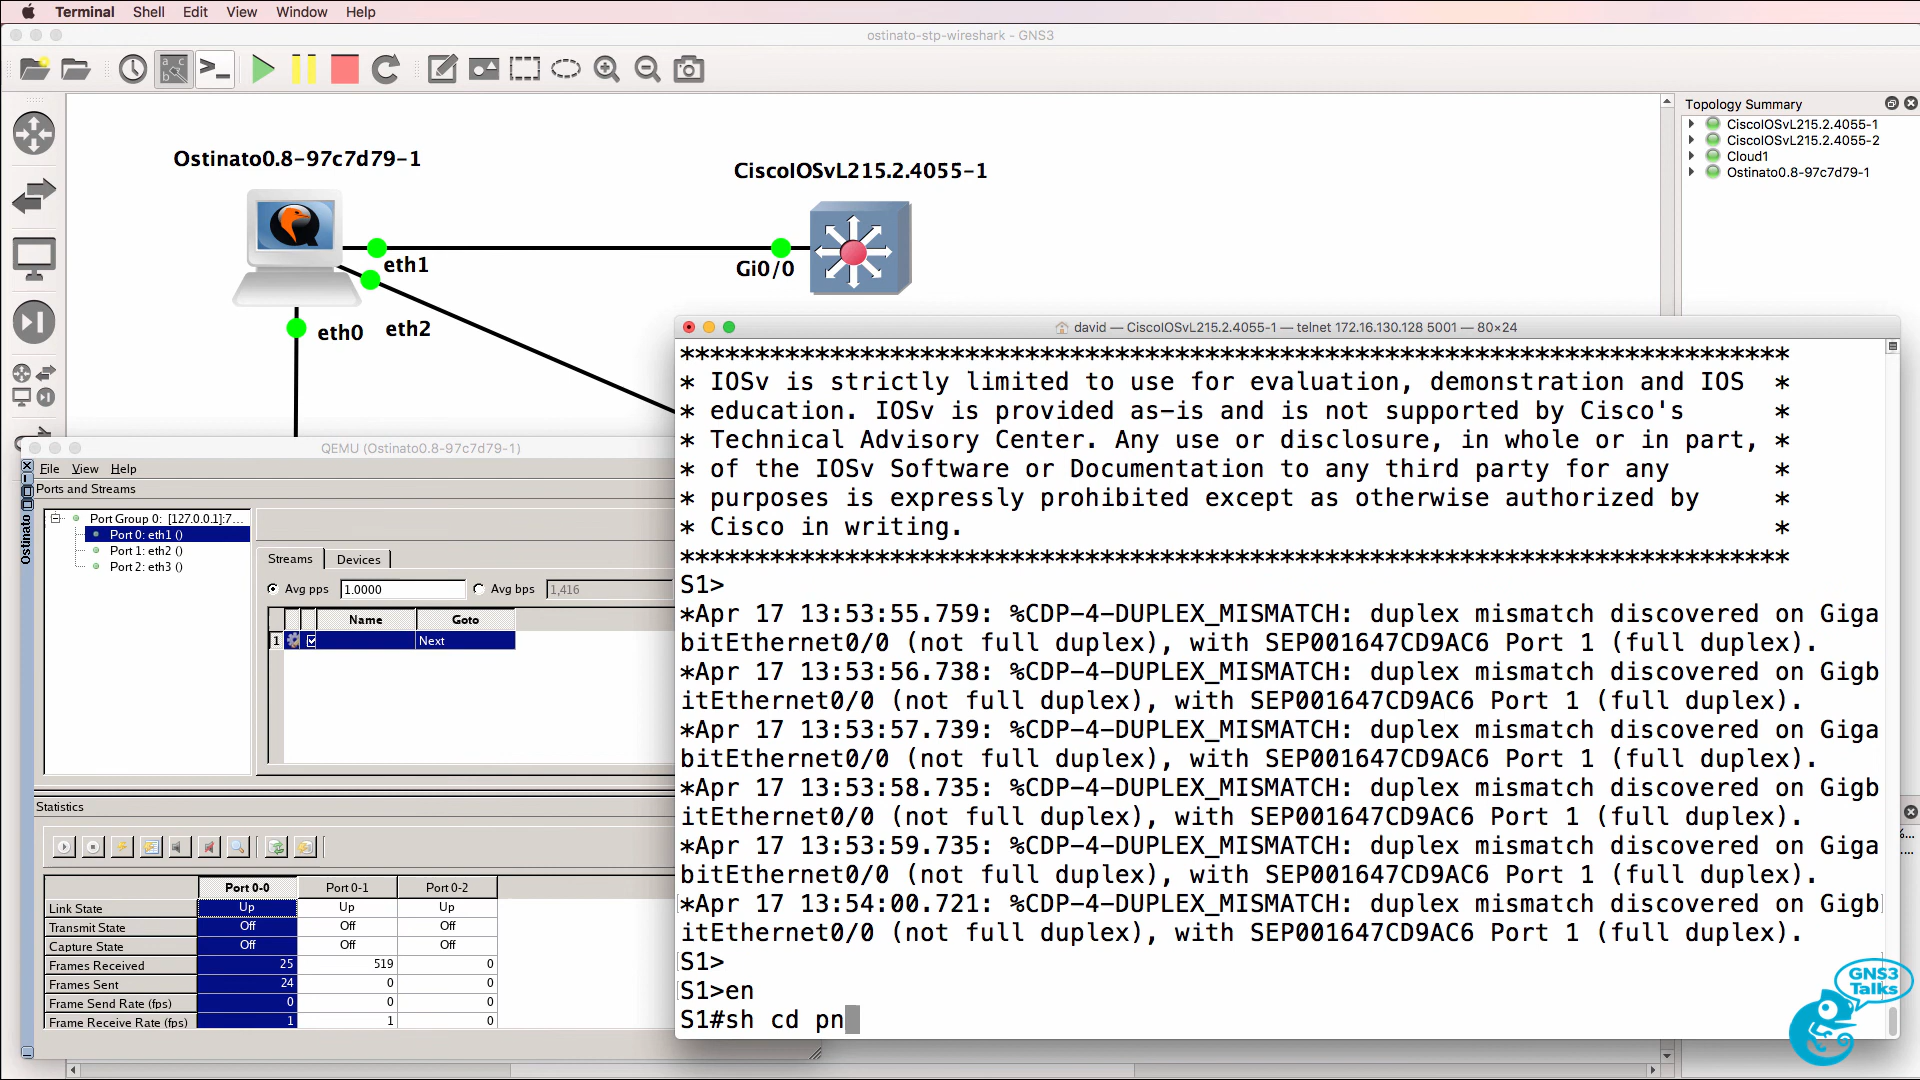 Terminal Shell Edit View Window Help
ostinato-stp-wireshark - GNS3
Topology Summary
CiscoIOSvL215.2.4055-1
CiscoIOSvL215.2.4055-2
Cloud1
Ostinato0.8-97c7d79-1
Ostinato0.8-97c7d79-1
CiscoIOSvL215.2.4055-1
eth1
Gi0/0
eth0 eth2
david — CiscoIOSvL215.2.4055-1 — telnet 172.16.130.128 5001 — 80×24
**************************************************************************
* IOSv is strictly limited to use for evaluation, demonstration and IOS  *
* education. IOSv is provided as-is and is not supported by Cisco's      *
* Technical Advisory Center. Any use or disclosure, in whole or in part, *
* of the IOSv Software or Documentation to any third party for any       *
* purposes is expressly prohibited except as otherwise authorized by     *
* Cisco in writing.                                                      *
**************************************************************************
S1>
*Apr 17 13:53:55.759: %CDP-4-DUPLEX_MISMATCH: duplex mismatch discovered on Giga
bitEthernet0/0 (not full duplex), with SEP001647CD9AC6 Port 1 (full duplex).
*Apr 17 13:53:56.738: %CDP-4-DUPLEX_MISMATCH: duplex mismatch discovered on Gigb
itEthernet0/0 (not full duplex), with SEP001647CD9AC6 Port 1 (full duplex).
*Apr 17 13:53:57.739: %CDP-4-DUPLEX_MISMATCH: duplex mismatch discovered on Giga
bitEthernet0/0 (not full duplex), with SEP001647CD9AC6 Port 1 (full duplex).
*Apr 17 13:53:58.735: %CDP-4-DUPLEX_MISMATCH: duplex mismatch discovered on Gigb
itEthernet0/0 (not full duplex), with SEP001647CD9AC6 Port 1 (full duplex).
*Apr 17 13:53:59.735: %CDP-4-DUPLEX_MISMATCH: duplex mismatch discovered on Giga
bitEthernet0/0 (not full duplex), with SEP001647CD9AC6 Port 1 (full duplex).
*Apr 17 13:54:00.721: %CDP-4-DUPLEX_MISMATCH: duplex mismatch discovered on Gigb
itEthernet0/0 (not full duplex), with SEP001647CD9AC6 Port 1 (full duplex).
S1>
S1>en
S1#sh cd pn
QEMU (Ostinato0.8-97c7d79-1)
File View Help
Ostinato
Ports and Streams
Port Group 0: [127.0.0.1]:7...
Port 0: eth1 ()
Port 1: eth2 ()
Port 2: eth3 ()
Streams Devices
Avg pps 1.0000 Avg bps 1,416
Name Goto
1 Next
Statistics
Port 0-0 Port 0-1 Port 0-2
Link State Up Up Up
Transmit State Off Off Off
Capture State Off Off Off
Frames Received 25 519 0
Frames Sent 24 0 0
Frame Send Rate (fps) 0 0 0
Frame Receive Rate (fps) 1 1 0
GNS3
Talks